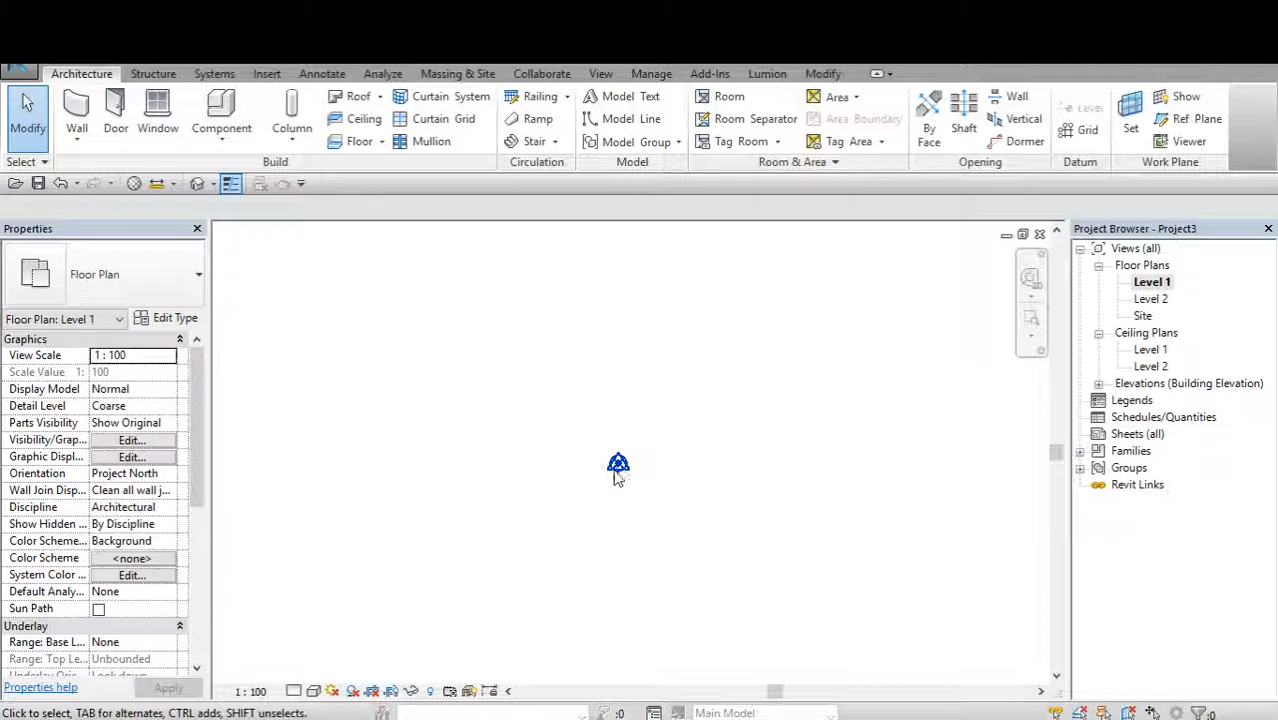 Architecture Structure Systems Insert Annotate Analyze Massing & Site Collaborate View Manage Add-Ins Lumion Modify
Modify
Wall
Door
Window
Component
Column
Roof
Ceiling
Floor
Curtain System
Curtain Grid
Mullion
Railing
Ramp
Stair
Model Text
Model Line
Model Group
Room
Room Separator
Tag Room
Area
Area Boundary
Tag Area
By
Face
Shaft
Wall
Vertical
Dormer
Level
Grid
Set
Show
Ref Plane
Viewer
Select
Build
Circulation
Model
Room & Area
Opening
Datum
Work Plane
Properties
Floor Plan
Floor Plan: Level 1
Edit Type
Graphics
View Scale 1 : 100
Scale Value 1: 100
Display Model Normal
Detail Level Coarse
Parts Visibility Show Original
Visibility/Grap... Edit...
Graphic Displ... Edit...
Orientation Project North
Wall Join Disp... Clean all wall j...
Discipline Architectural
Show Hidden ... By Discipline
Color Scheme... Background
Color Scheme <none>
System Color ... Edit...
Default Analy... None
Sun Path
Underlay
Range: Base L... None
Range: Top Le... Unbounded
Properties help
Apply
1 : 100
Project Browser - Project3
Views (all)
Floor Plans
Level 1
Level 2
Site
Ceiling Plans
Level 1
Level 2
Elevations (Building Elevation)
Legends
Schedules/Quantities
Sheets (all)
Families
Groups
Revit Links
Click to select, TAB for alternates, CTRL adds, SHIFT unselects.
:0
Main Model
:0